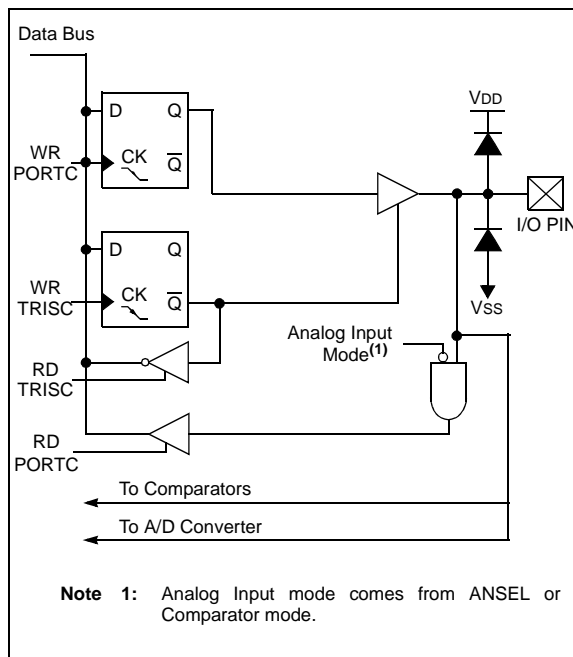 Data Bus
D Q
VDD
WR
PORTC
CK Q
I/O PIN
D Q
WR
TRISC
CK Q
VSS
Analog Input
Mode(1)
RD
TRISC
RD
PORTC
To Comparators
To A/D Converter
Note 1: Analog Input mode comes from ANSEL or
Comparator mode.